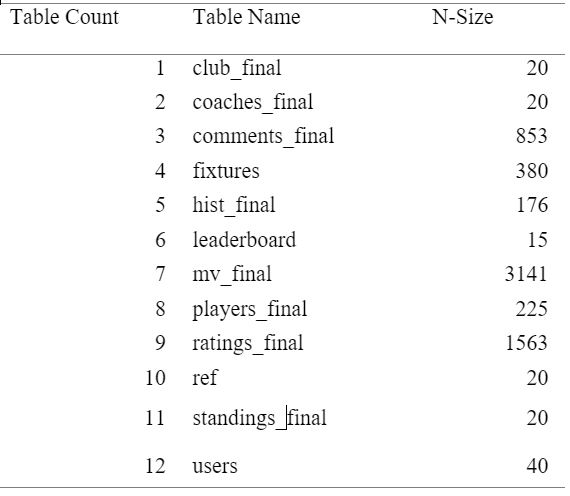 Table Count Table Name N-Size
1 club_final 20
2 coaches_final 20
3 comments_final 853
4 fixtures 380
5 hist_final 176
6 leaderboard 15
7 mv_final 3141
8 players_final 225
9 ratings_final 1563
10 ref 20
11 standings_final 20
12 users 40